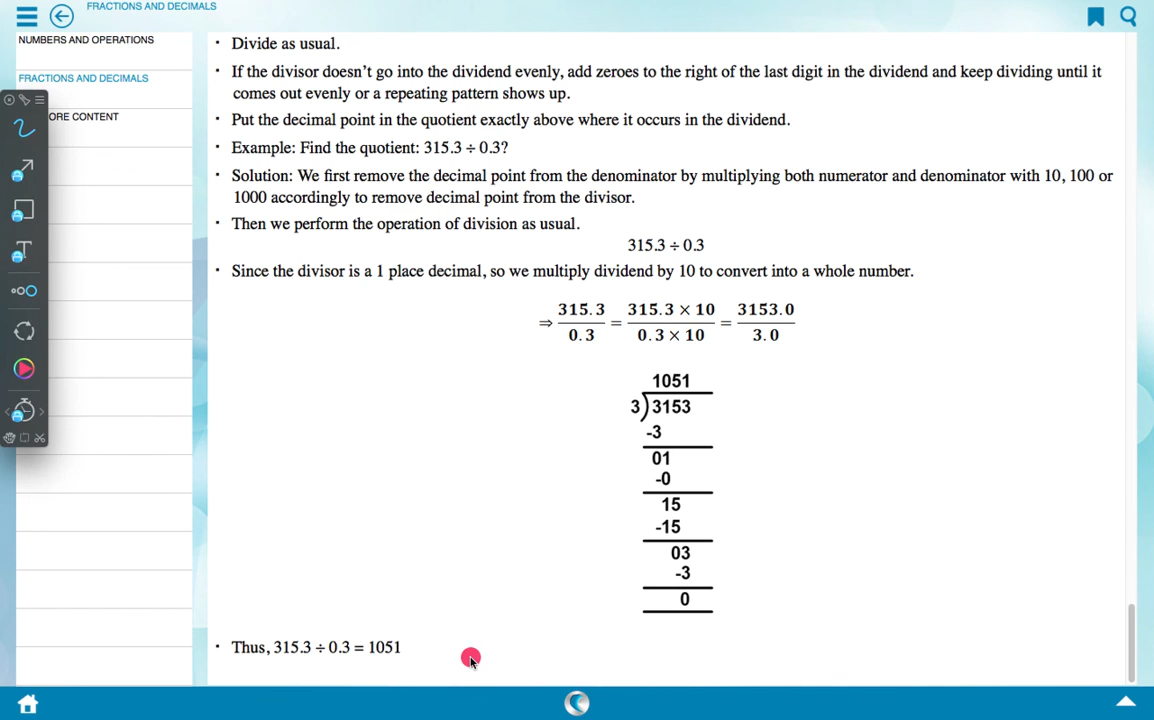 FRACTIONS AND DECIMALS
NUMBERS AND OPERATIONS
FRACTIONS AND DECIMALS
ORE CONTENT
• Divide as usual.
• If the divisor doesn’t go into the dividend evenly, add zeroes to the right of the last digit in the dividend and keep dividing until it
comes out evenly or a repeating pattern shows up.
• Put the decimal point in the quotient exactly above where it occurs in the dividend.
• Example: Find the quotient: 315.3 ÷ 0.3?
• Solution: We first remove the decimal point from the denominator by multiplying both numerator and denominator with 10, 100 or
1000 accordingly to remove decimal point from the divisor.
• Then we perform the operation of division as usual.
315.3 ÷ 0.3
• Since the divisor is a 1 place decimal, so we multiply dividend by 10 to convert into a whole number.
⇒ 315.3/0.3 = 315.3 × 10/0.3 × 10 = 3153.0/3.0
1051
3)3153
-3
01
-0
15
-15
03
-3
0
• Thus, 315.3 ÷ 0.3 = 1051